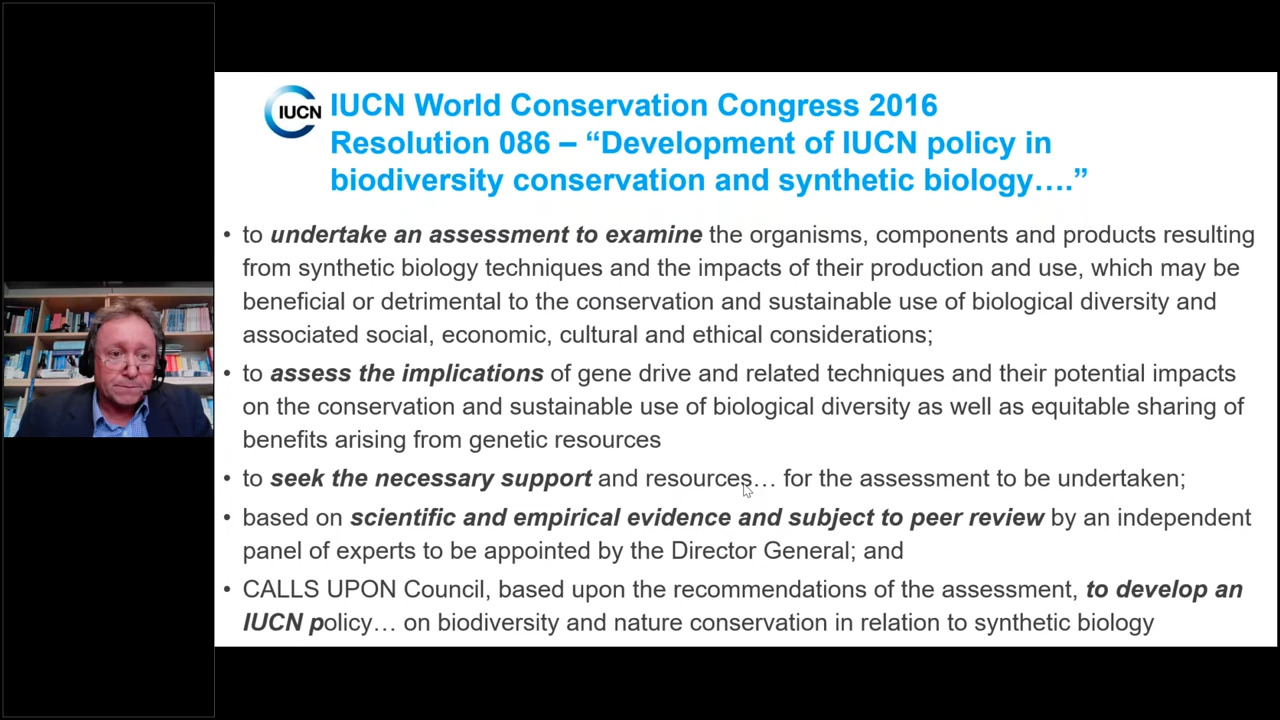 IUCN
IUCN World Conservation Congress 2016
Resolution 086 – “Development of IUCN policy in
biodiversity conservation and synthetic biology….”
• to undertake an assessment to examine the organisms, components and products resulting
from synthetic biology techniques and the impacts of their production and use, which may be
beneficial or detrimental to the conservation and sustainable use of biological diversity and
associated social, economic, cultural and ethical considerations;
• to assess the implications of gene drive and related techniques and their potential impacts
on the conservation and sustainable use of biological diversity as well as equitable sharing of
benefits arising from genetic resources
• to seek the necessary support and resources… for the assessment to be undertaken;
• based on scientific and empirical evidence and subject to peer review by an independent
panel of experts to be appointed by the Director General; and
• CALLS UPON Council, based upon the recommendations of the assessment, to develop an
IUCN policy… on biodiversity and nature conservation in relation to synthetic biology